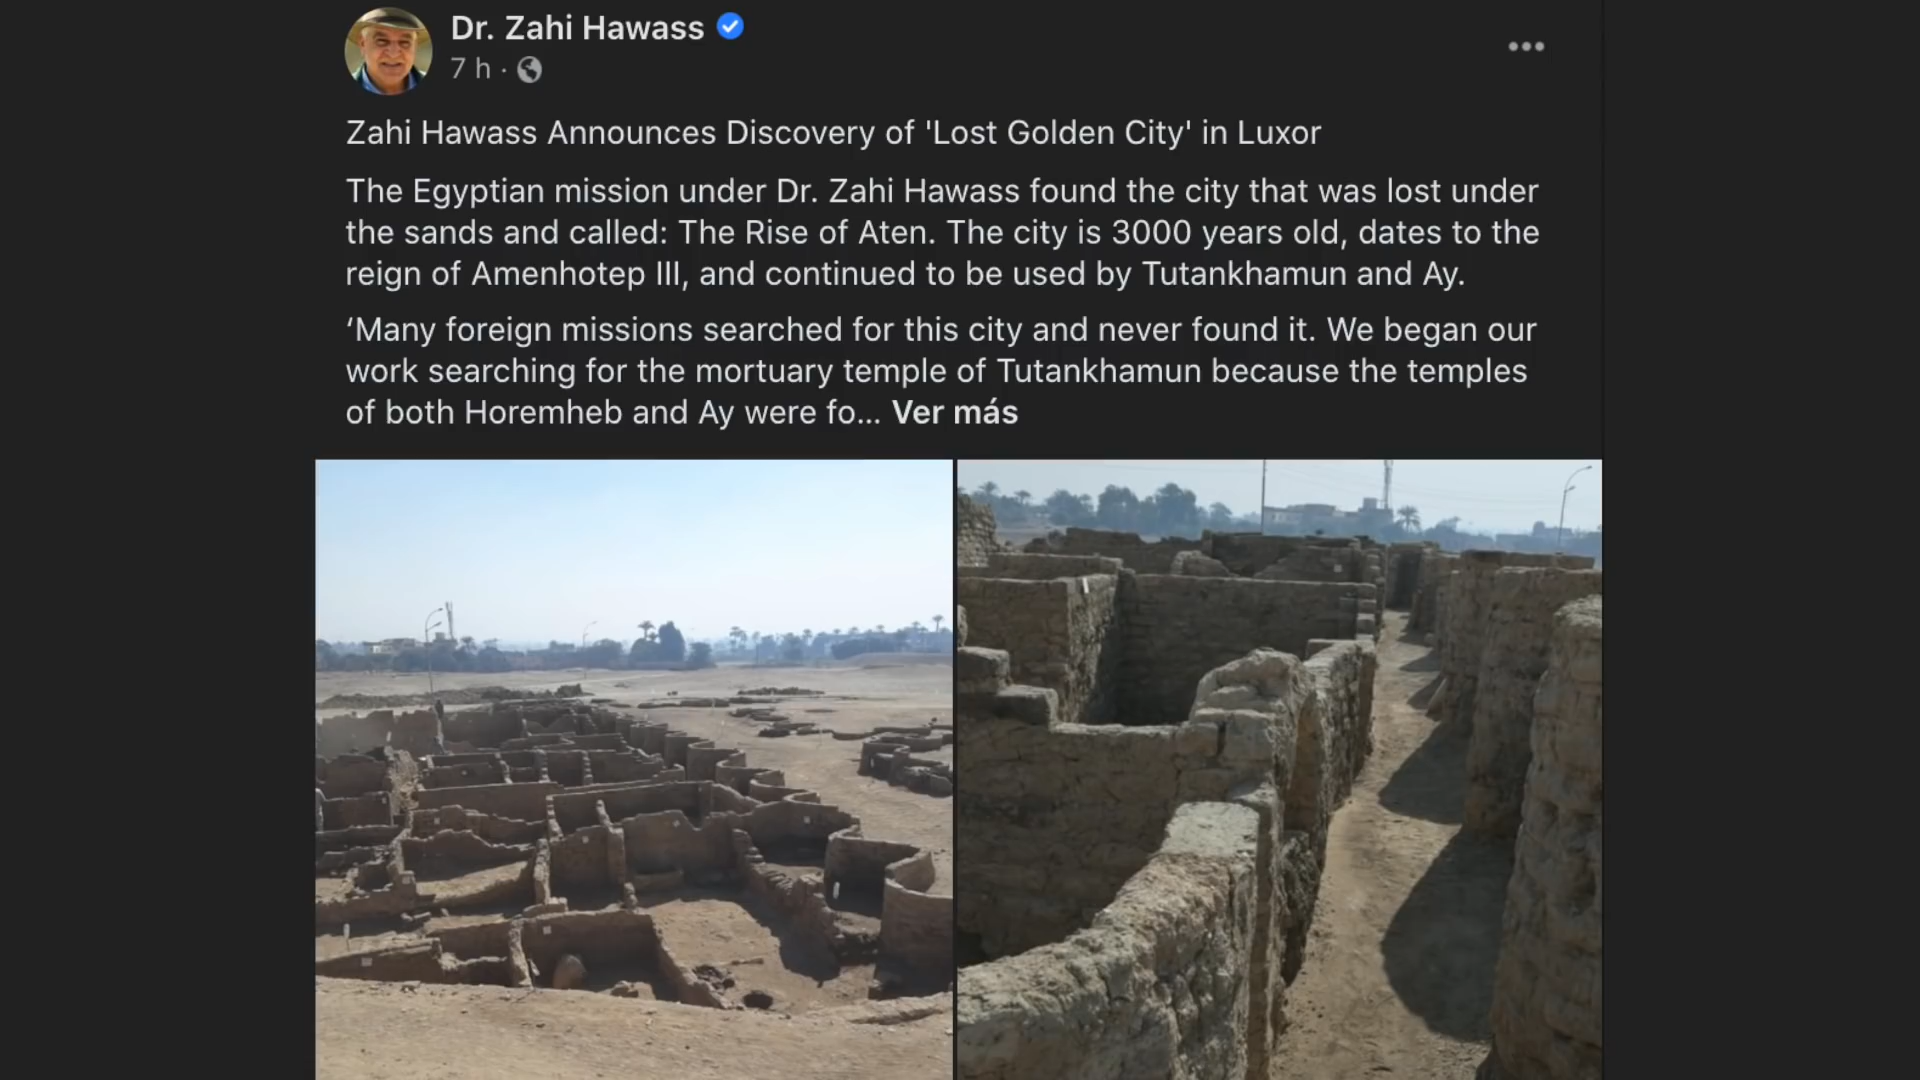 Dr. Zahi Hawass
7 h ·
Zahi Hawass Announces Discovery of 'Lost Golden City' in Luxor
The Egyptian mission under Dr. Zahi Hawass found the city that was lost under
the sands and called: The Rise of Aten. The city is 3000 years old, dates to the
reign of Amenhotep III, and continued to be used by Tutankhamun and Ay.
‘Many foreign missions searched for this city and never found it. We began our
work searching for the mortuary temple of Tutankhamun because the temples
of both Horemheb and Ay were fo... Ver más